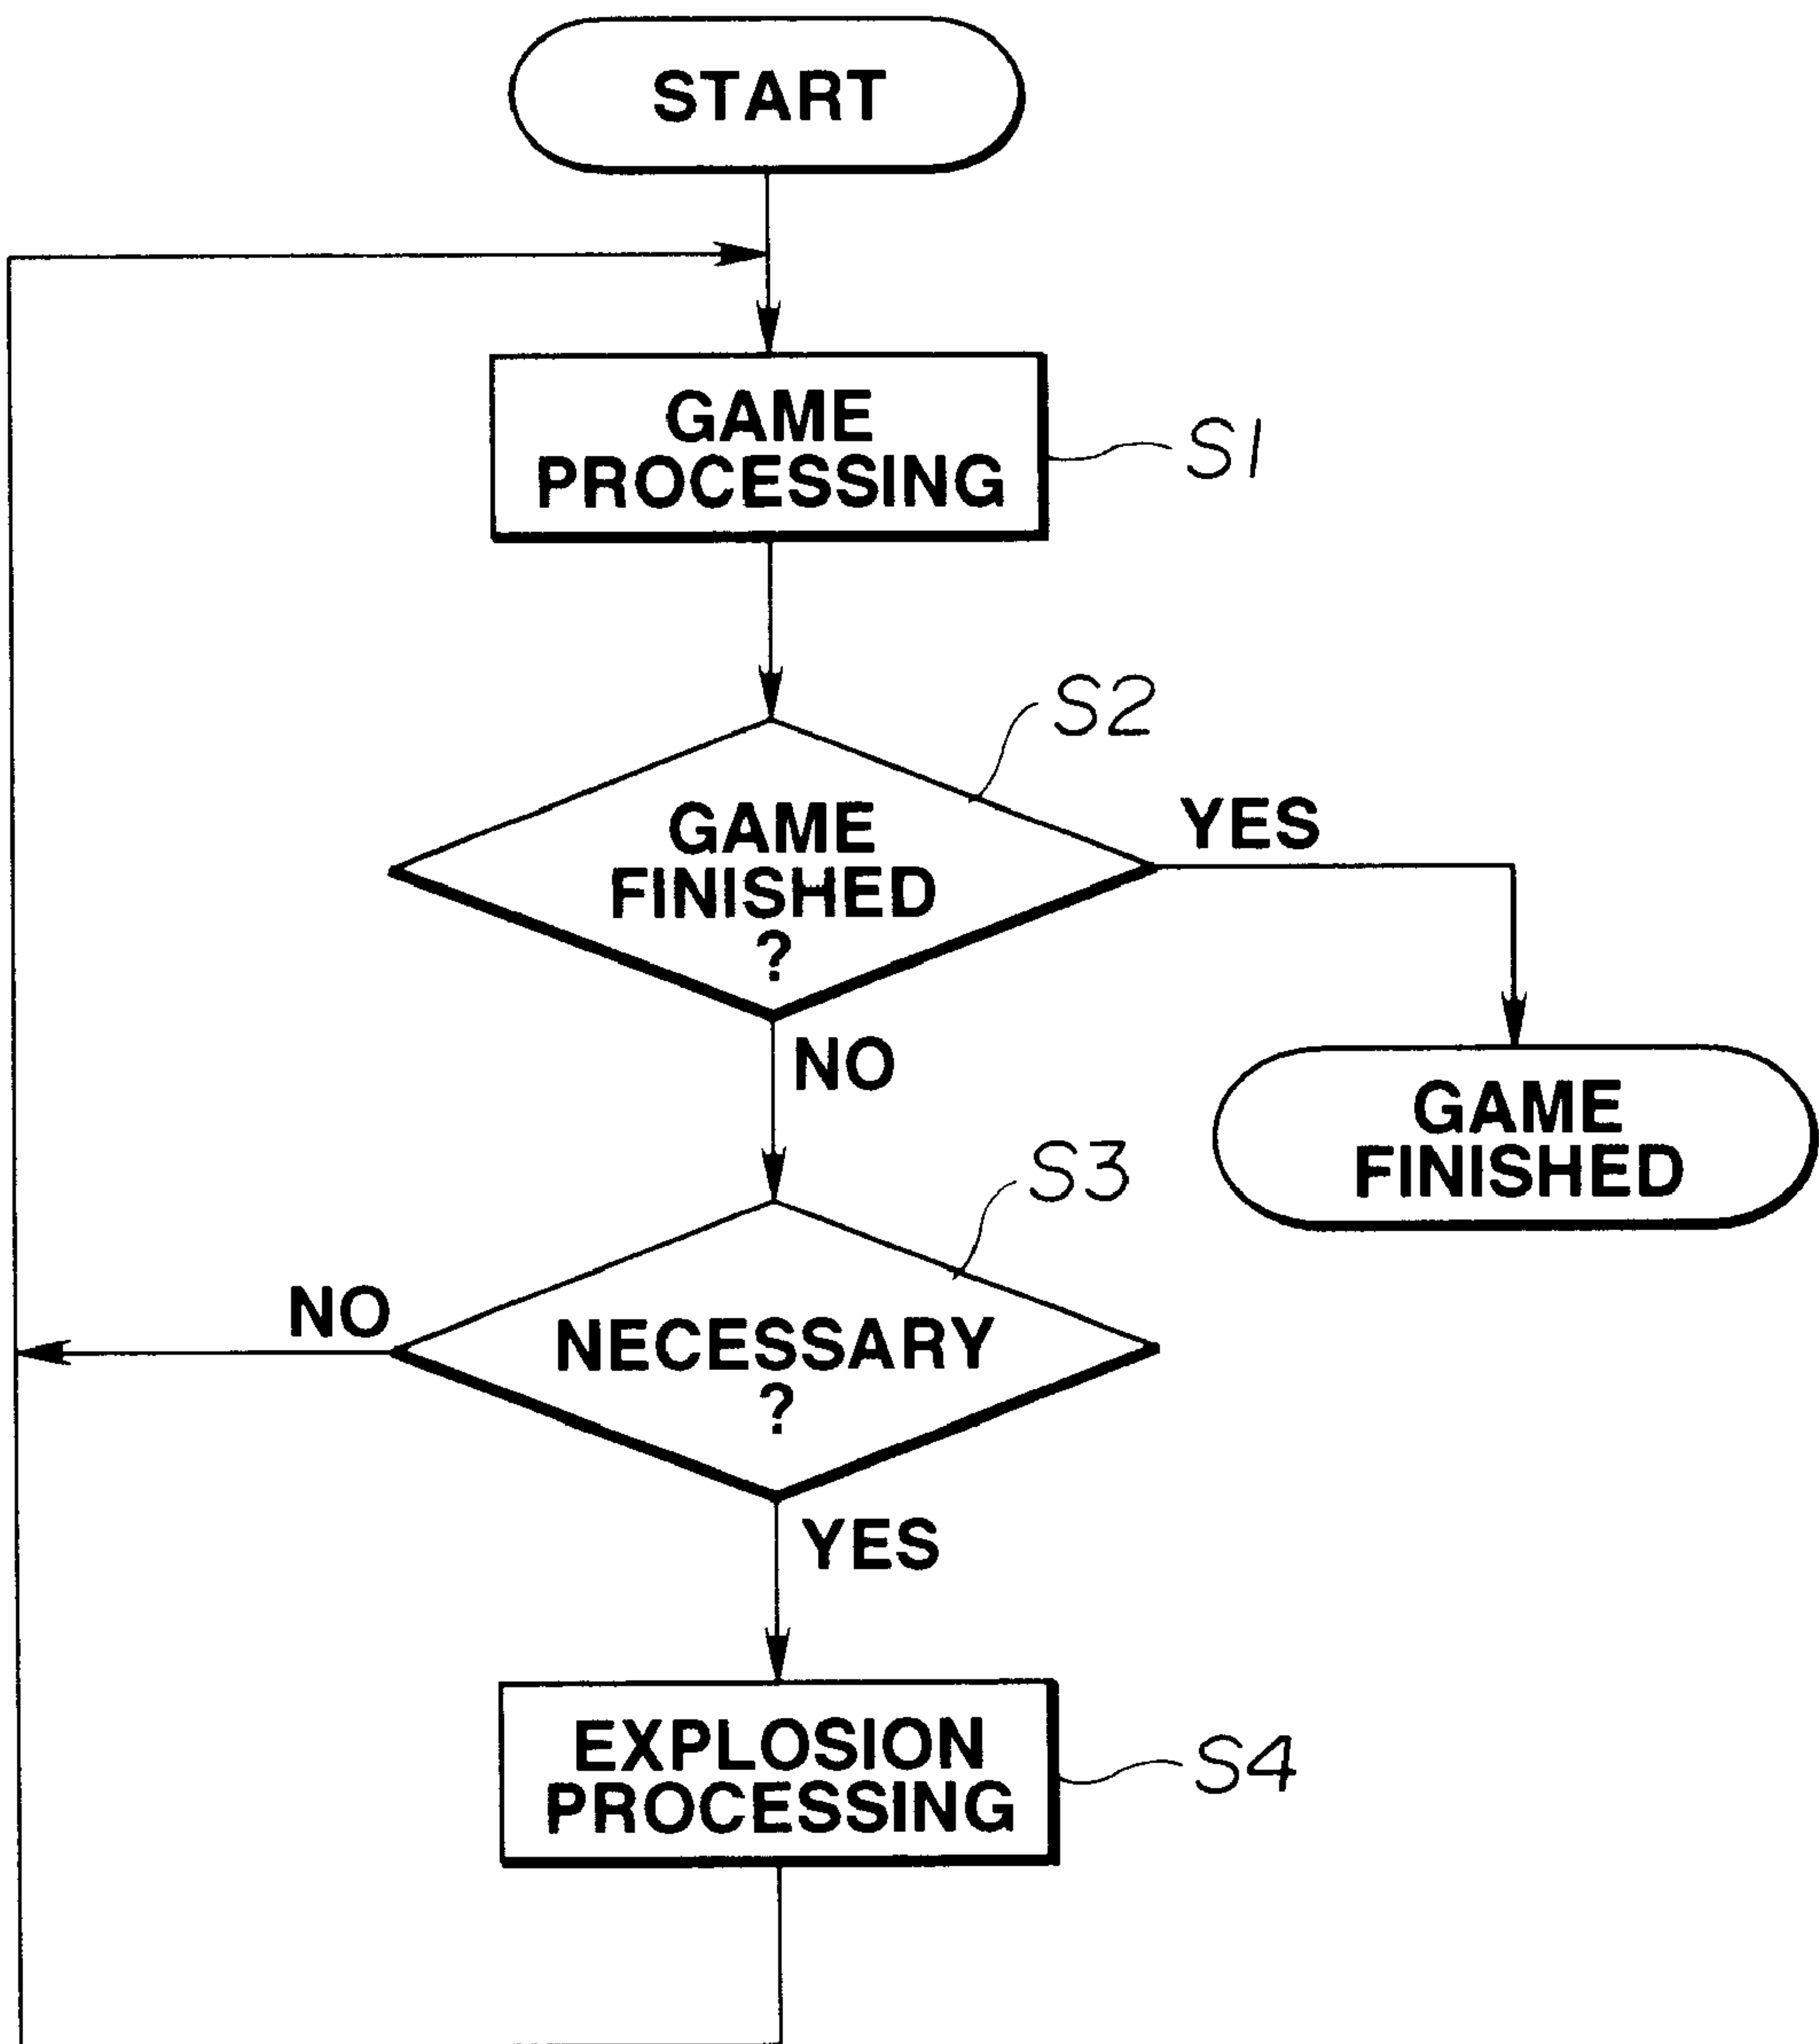 START
GAME
PROCESSING
S1
S2
GAME
FINISHED
?
YES
NO
GAME
FINISHED
S3
NO
NECESSARY
?
YES
EXPLOSION
PROCESSING
S4